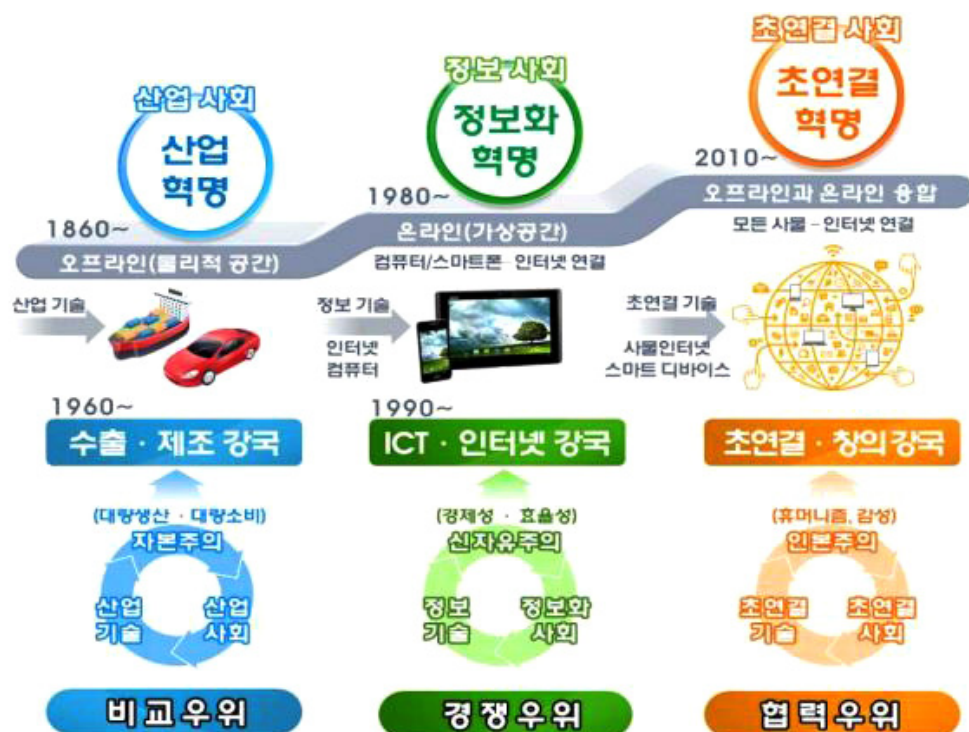 산업 사회
산업
혁명
정보 사회
정보화
혁명
초연결 사회
초연결
혁명
1860~
오프라인(물리적 공간)
1980~
온라인(가상공간)
컴퓨터/스마트폰 – 인터넷 연결
2010~
오프라인과 온라인 융합
모든 사물 – 인터넷 연결
산업 기술
정보 기술
인터넷
컴퓨터
초연결 기술
사물인터넷
스마트 디바이스
1960~
수출 · 제조 강국
1990~
ICT · 인터넷 강국
초연결 · 창의 강국
(대량생산 · 대량소비)
자본주의
산업
기술
산업
사회
(경제성 · 효율성)
신자유주의
정보
기술
정보화
사회
(휴머니즘, 감성)
인본주의
초연결
기술
초연결
사회
비교우위
경쟁우위
협력우위